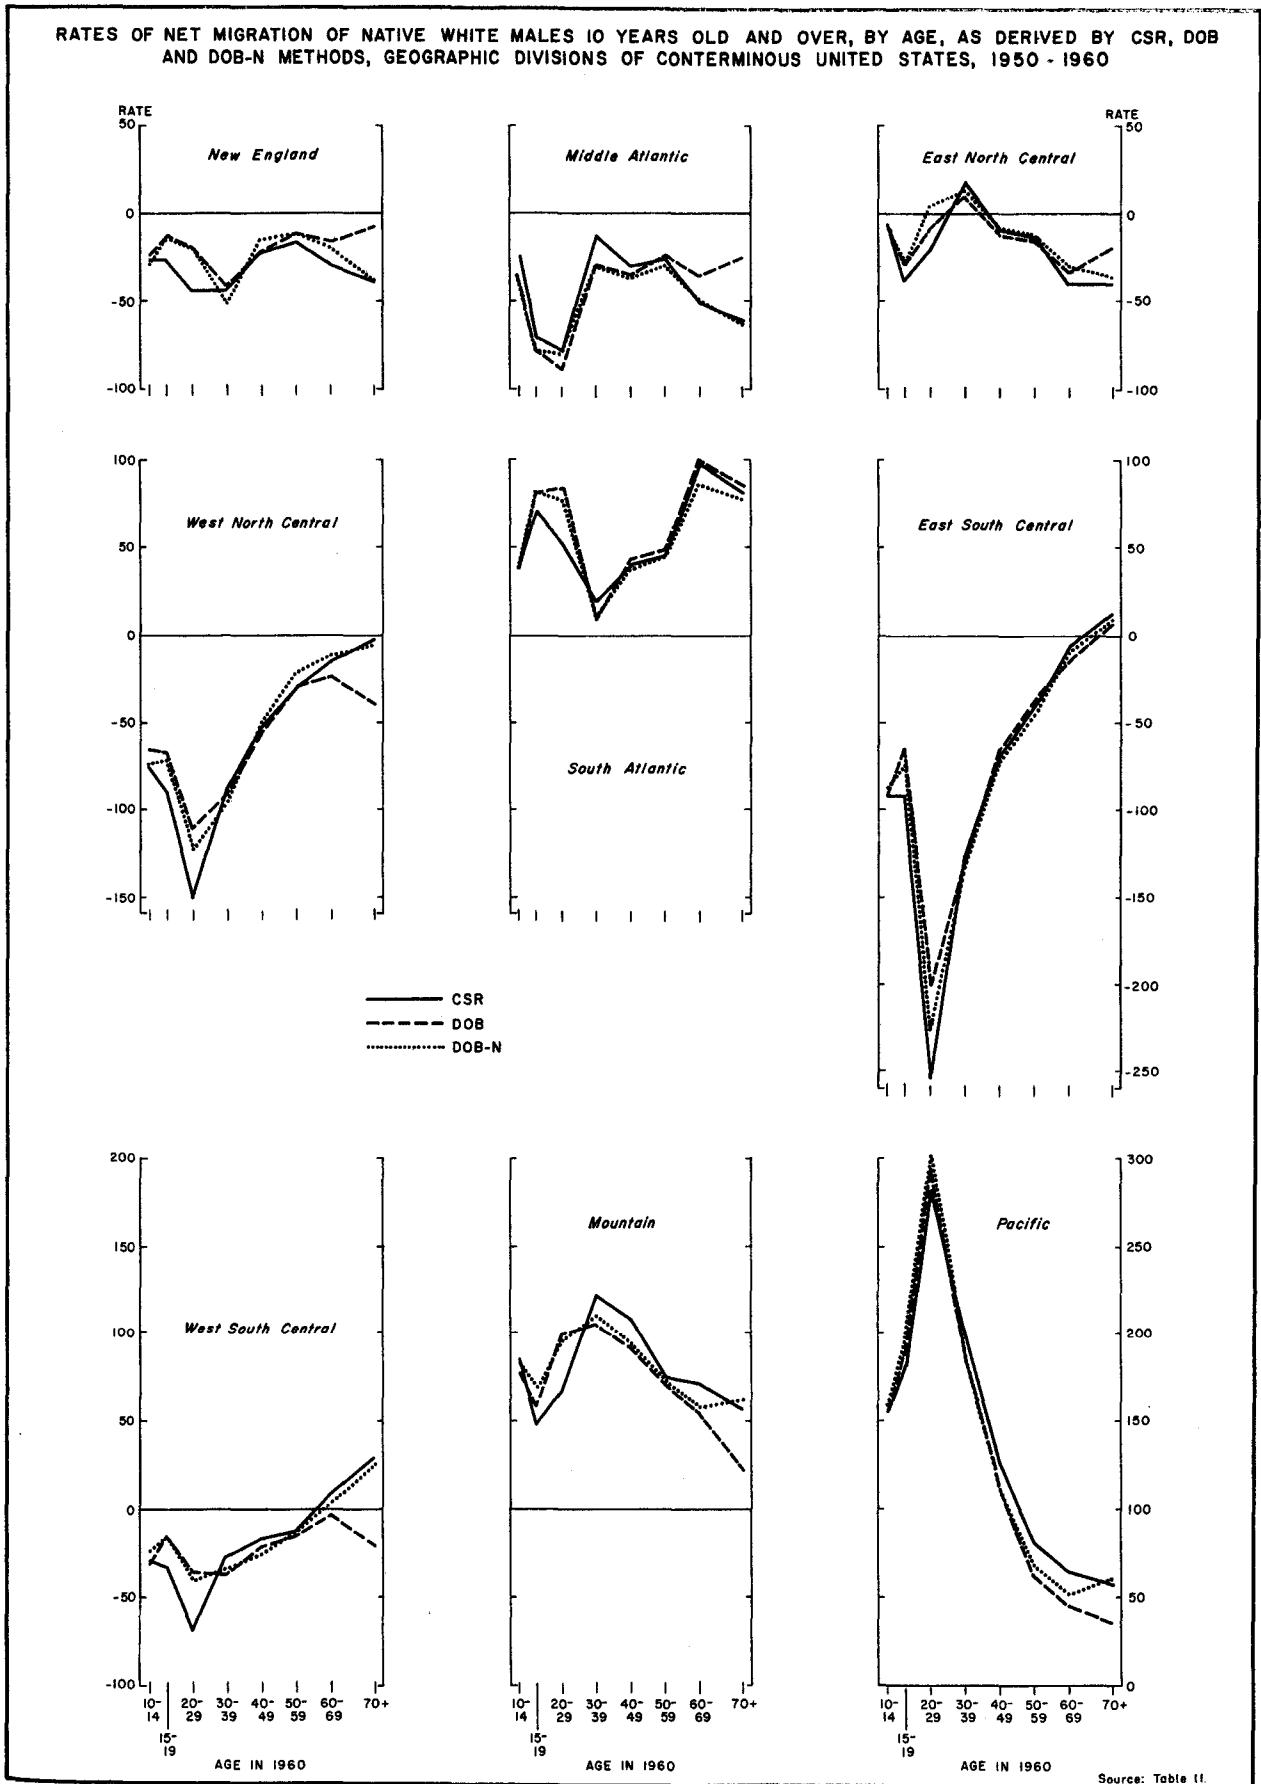 RATES OF NET MIGRATION OF NATIVE WHITE MALES 10 YEARS OLD AND OVER, BY AGE, AS DERIVED BY CSR, DOB
AND DOB-N METHODS, GEOGRAPHIC DIVISIONS OF CONTERMINOUS UNITED STATES, 1950 - 1960
RATE
RATE
50
50
New England
Middle Atlantic
East North Central
0
0
-50
-50
-100
-100
100
100
West North Central
East South Central
50
50
0
0
-50
-50
South Atlantic
-100
-100
-150
-150
-200
-250
CSR
DOB
DOB-N
200
300
Mountain
Pacific
150
250
West South Central
100
200
50
150
0
100
-50
50
-100
0
10-14 15-19 20-29 30-39 40-49 50-59 60-69 70+
10-14 15-19 20-29 30-39 40-49 50-59 60-69 70+
10-14 15-19 20-29 30-39 40-49 50-59 60-69 70+
AGE IN 1960
AGE IN 1960
AGE IN 1960
Source: Table 11.